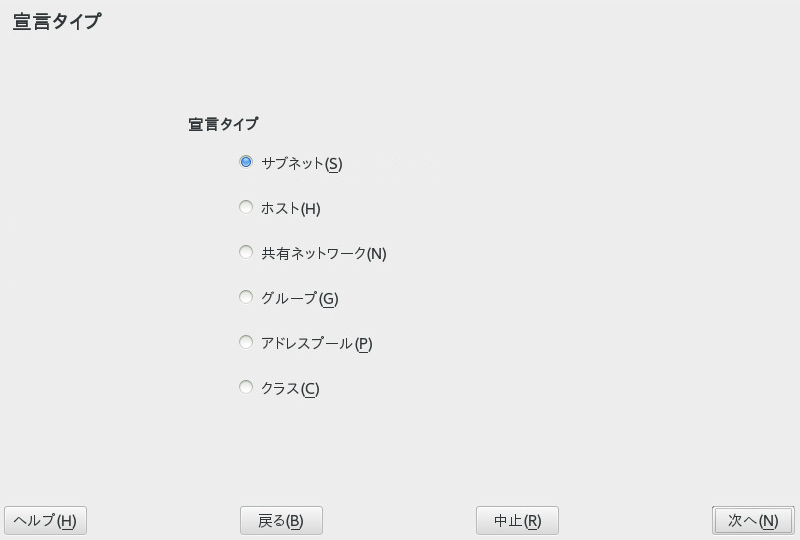 宣言タイプ
宣言タイプ
サブネット(S)
ホスト(H)
共有ネットワーク(N)
グループ(G)
アドレスプール(P)
クラス(C)
ヘルプ(H)
戻る(B)
中止(R)
次へ(N)